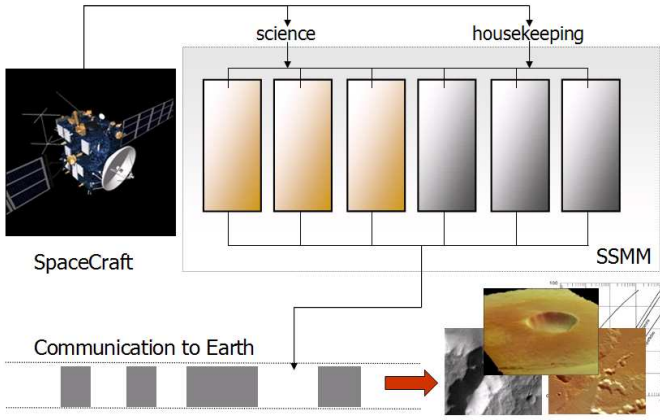 science
housekeeping
SpaceCraft
SSMM
Communication to Earth